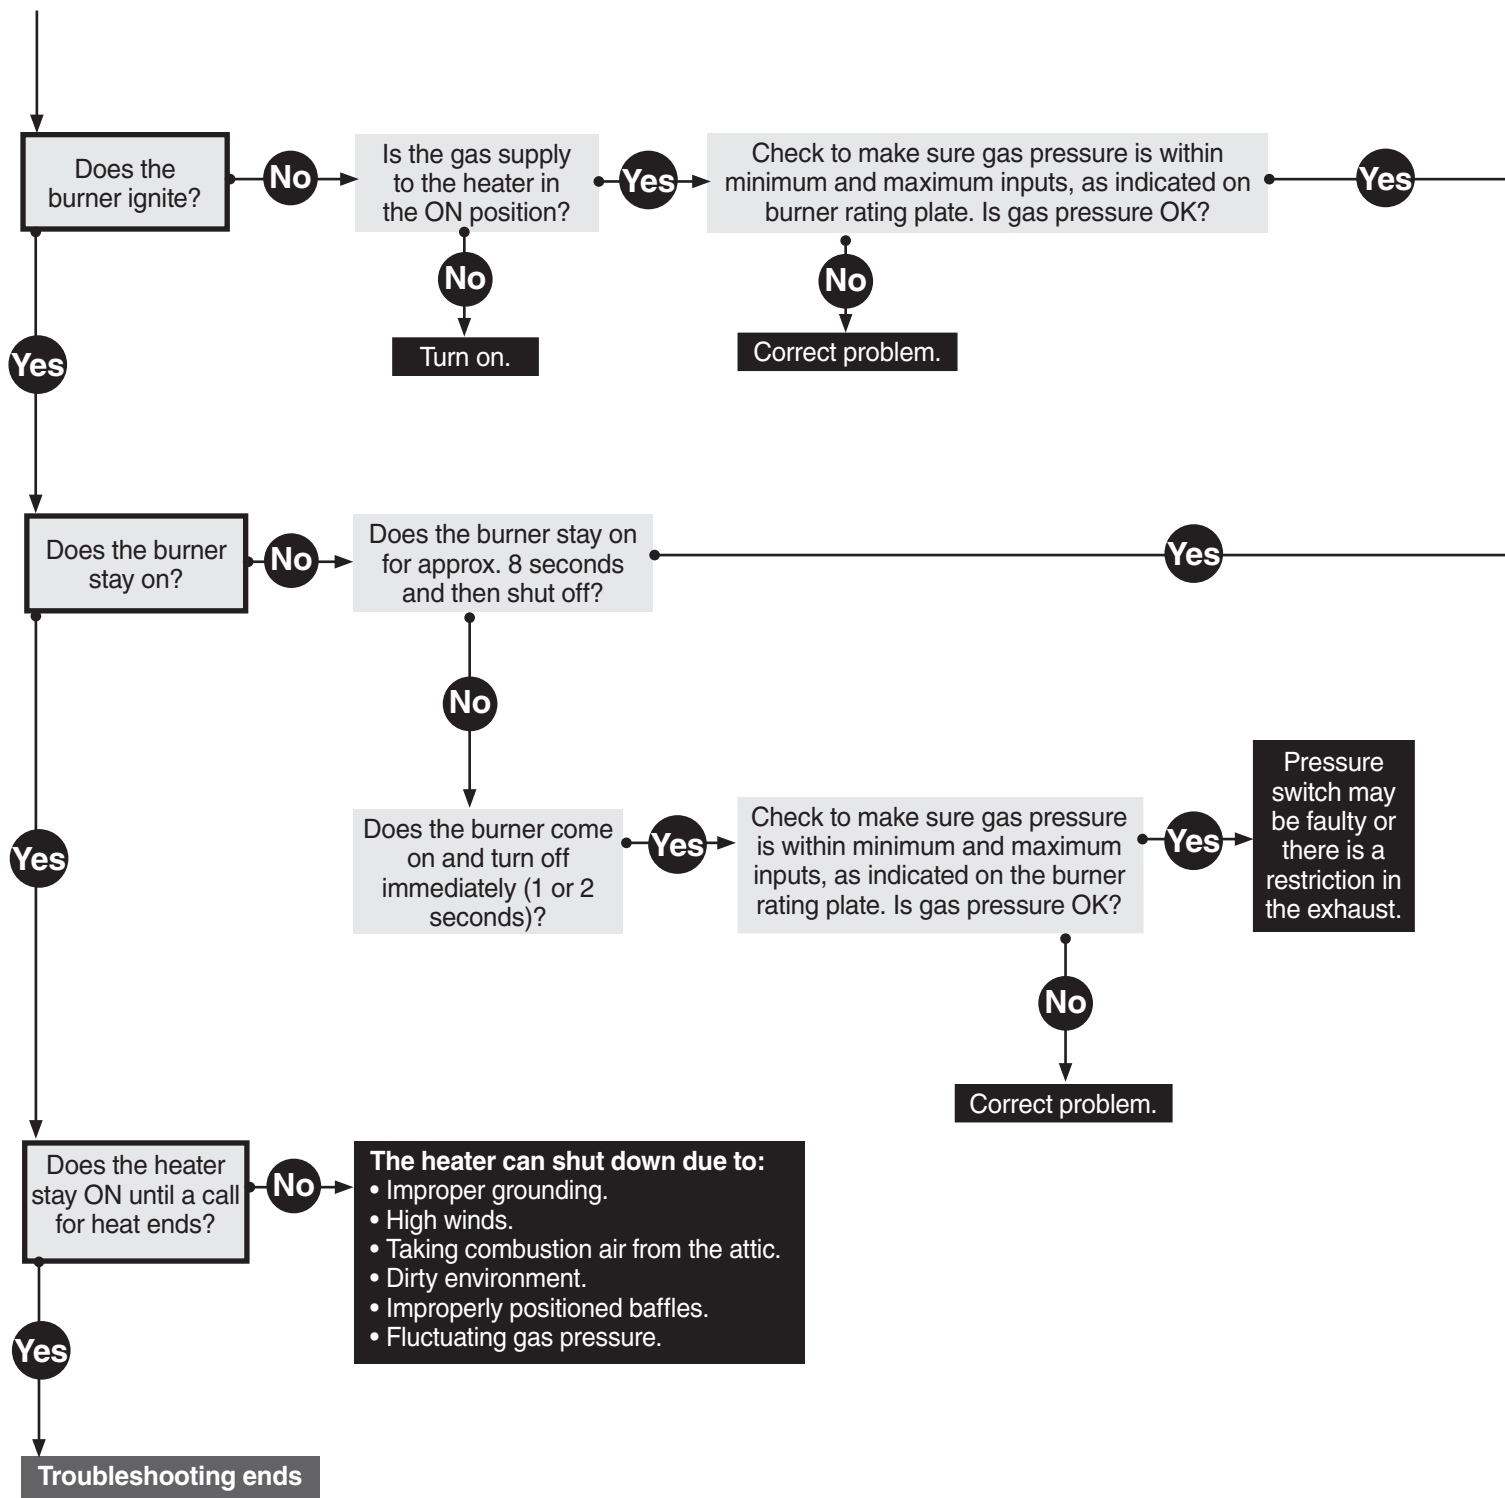 Does the
burner ignite?
No
Is the gas supply
to the heater in
the ON position?
Yes
Check to make sure gas pressure is within
minimum and maximum inputs, as indicated on
burner rating plate. Is gas pressure OK?
Yes
No
Turn on.
No
Correct problem.
Yes
Does the burner
stay on?
No
Does the burner stay on
for approx. 8 seconds
and then shut off?
Yes
No
Does the burner come
on and turn off
immediately (1 or 2
seconds)?
Yes
Check to make sure gas pressure
is within minimum and maximum
inputs, as indicated on the burner
rating plate. Is gas pressure OK?
Yes
Pressure
switch may
be faulty or
there is a
restriction in
the exhaust.
No
Correct problem.
Yes
Does the heater
stay ON until a call
for heat ends?
No
The heater can shut down due to:
• Improper grounding.
• High winds.
• Taking combustion air from the attic.
• Dirty environment.
• Improperly positioned baffles.
• Fluctuating gas pressure.
Yes
Troubleshooting ends